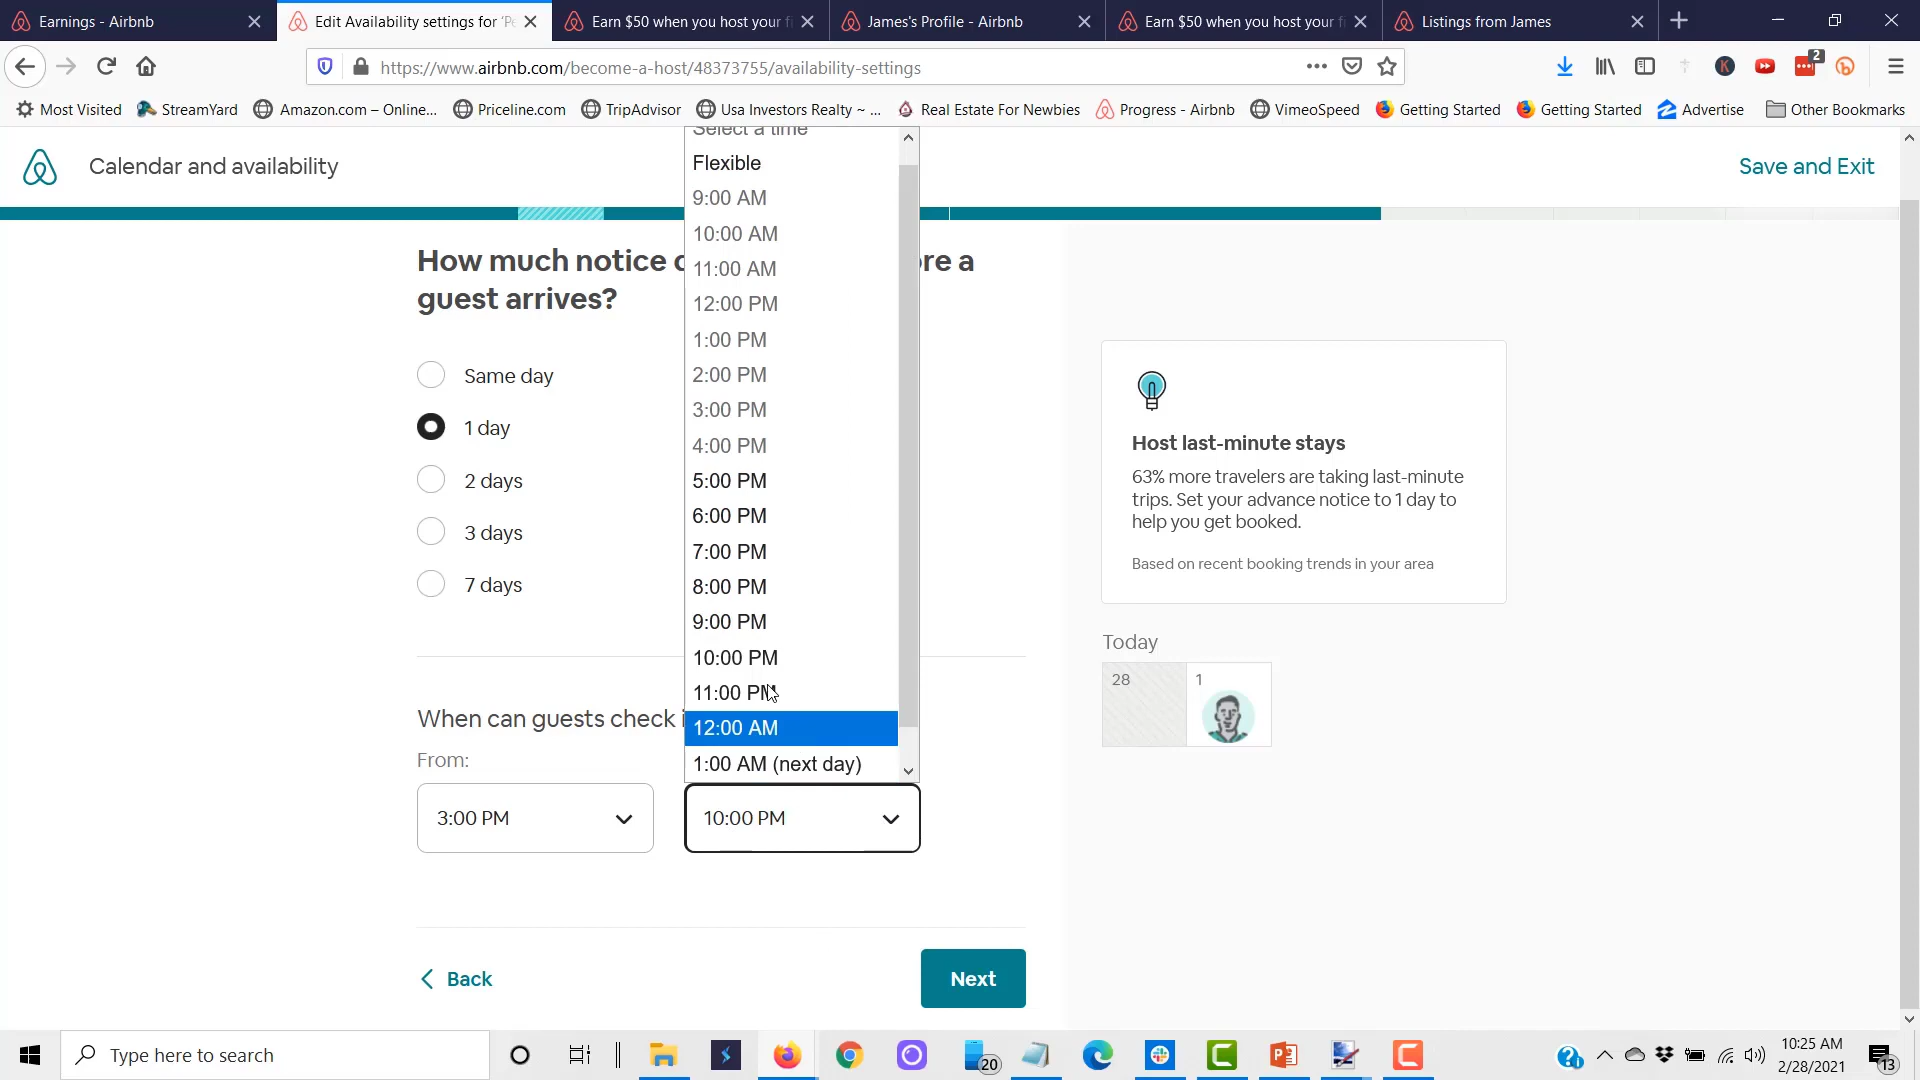 Earnings - Airbnb
Edit Availability settings for 'Pe
Earn $50 when you host your fi
James's Profile - Airbnb
Earn $50 when you host your fi
Listings from James
https://www.airbnb.com/become-a-host/48373755/availability-settings
2
Most Visited
StreamYard
Amazon.com – Online...
Priceline.com
TripAdvisor
Usa Investors Realty ~ ...
Real Estate For Newbies
Progress - Airbnb
VimeoSpeed
Getting Started
Getting Started
Advertise
Other Bookmarks
Calendar and availability
Save and Exit
How much notice
ore a
guest arrives?
Same day
1 day
2 days
3 days
7 days
Select a time
Flexible
9:00 AM
10:00 AM
11:00 AM
12:00 PM
1:00 PM
2:00 PM
3:00 PM
4:00 PM
5:00 PM
6:00 PM
7:00 PM
8:00 PM
9:00 PM
10:00 PM
11:00 PM
12:00 AM
1:00 AM (next day)
When can guests check i
From:
3:00 PM
10:00 PM
Back
Next
Host last-minute stays
63% more travelers are taking last-minute
trips. Set your advance notice to 1 day to
help you get booked.
Based on recent booking trends in your area
Today
28
1
Type here to search
20
10:25 AM
2/28/2021
13